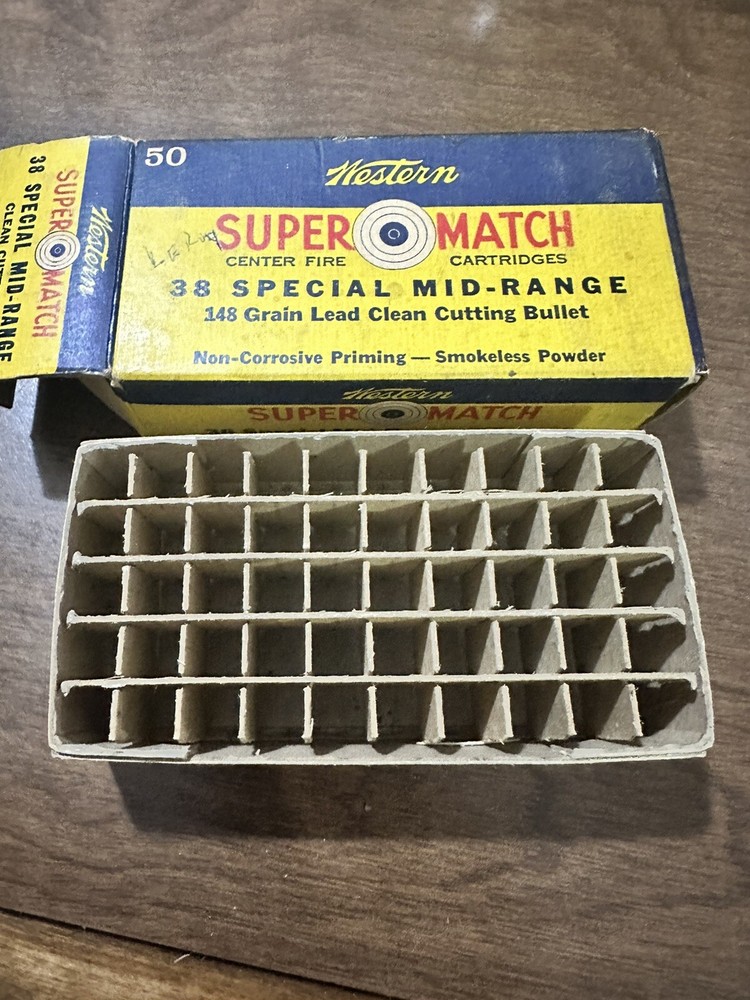 50
Western
SUPER MATCH
CENTER FIRE CARTRIDGES
38 SPECIAL MID-RANGE
148 Grain Lead Clean Cutting Bullet
Non-Corrosive Priming — Smokeless Powder
Western
SUPER MATCH
Western
SUPER MATCH
38 SPECIAL MID-RANGE
CLEAN